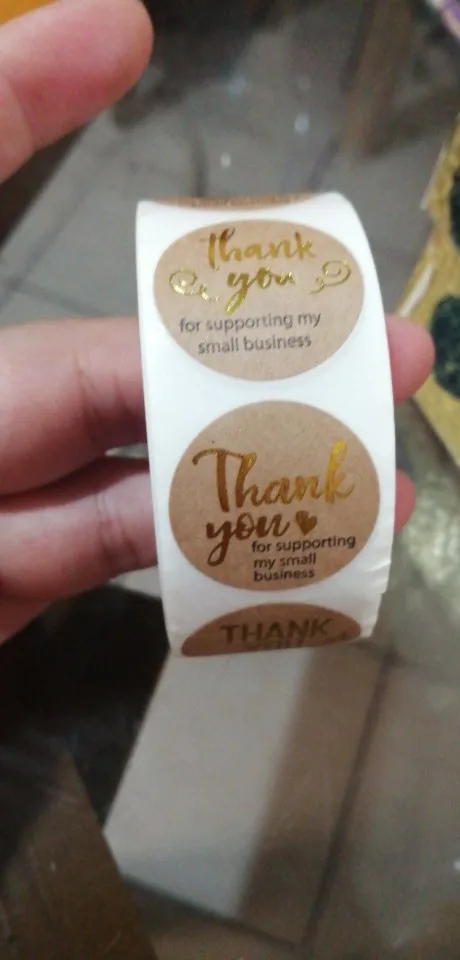 Thank
you
for supporting my
small business
Thank
you
for supporting
my small
business
THANK